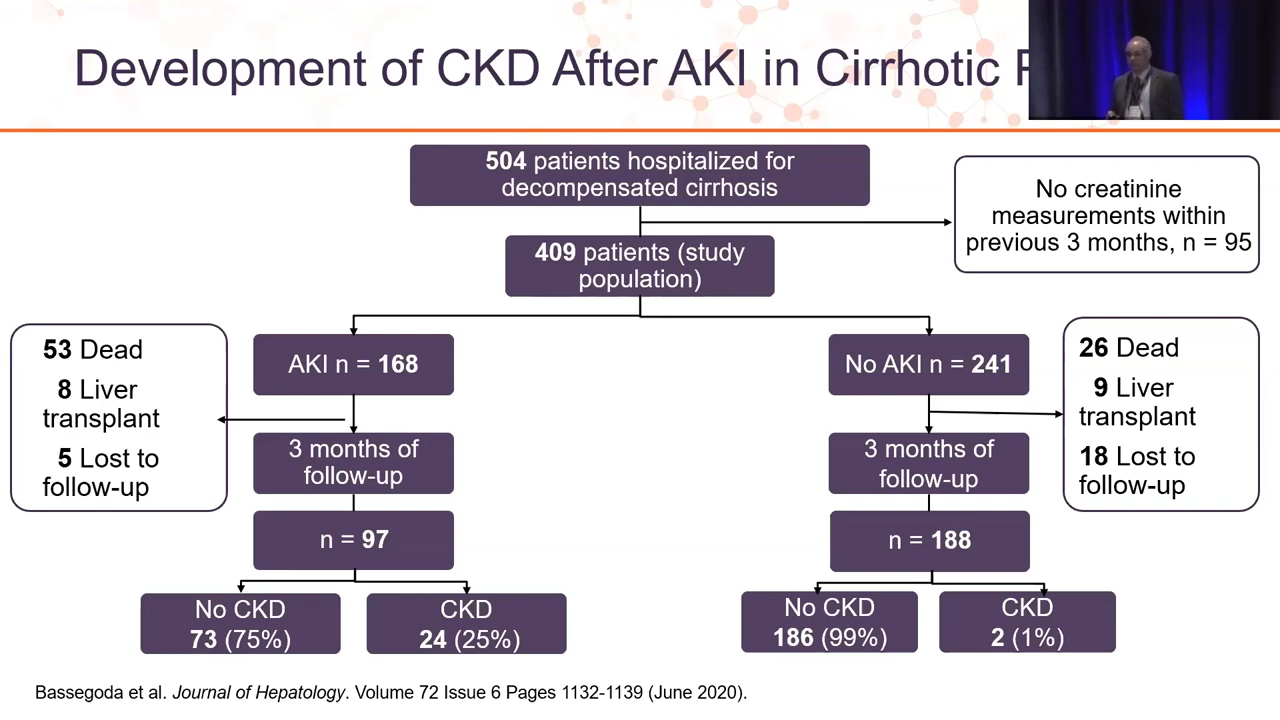 Development of CKD After AKI in Cirrhotic
504 patients hospitalized for
decompensated cirrhosis
No creatinine
measurements within
previous 3 months, n = 95
409 patients (study
population)
53 Dead
8 Liver
transplant
5 Lost to
follow-up
AKI n = 168
No AKI n = 241
26 Dead
9 Liver
transplant
18 Lost to
follow-up
3 months of
follow-up
3 months of
follow-up
n = 97
n = 188
No CKD
73 (75%)
CKD
24 (25%)
No CKD
186 (99%)
CKD
2 (1%)
Bassegoda et al. Journal of Hepatology. Volume 72 Issue 6 Pages 1132-1139 (June 2020).